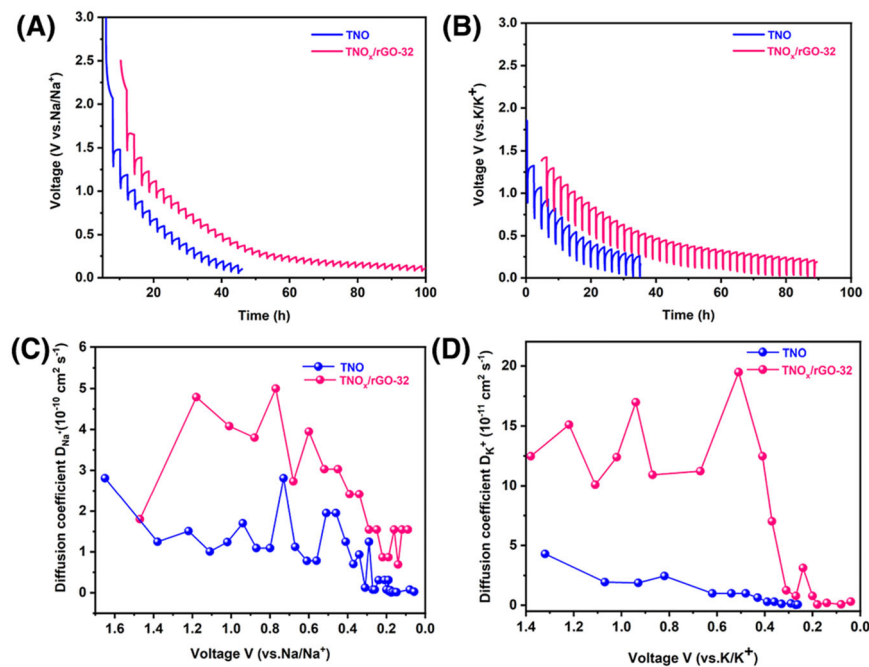 (A)
TNO
TNOₓ/rGO-32
3.0
2.5
2.0
1.5
1.0
0.5
0.0
Voltage (V vs.Na/Na⁺)
20
40
60
80
100
Time (h)
(B)
TNO
TNOₓ/rGO-32
3.0
2.5
2.0
1.5
1.0
0.5
0.0
Voltage V (vs.K/K⁺)
0
20
40
60
80
100
Time (h)
(C)
TNO
TNOₓ/rGO-32
6
5
4
3
2
1
0
Diffusion coefficient D_Na⁺(10⁻¹⁰ cm² s⁻¹)
1.6
1.4
1.2
1.0
0.8
0.6
0.4
0.2
0.0
Voltage V (vs.Na/Na⁺)
(D)
TNO
TNOₓ/rGO-32
20
15
10
5
0
Diffusion coefficient D_K⁺ (10⁻¹¹ cm² s⁻¹)
1.4
1.2
1.0
0.8
0.6
0.4
0.2
0.0
Voltage V (vs.K/K⁺)